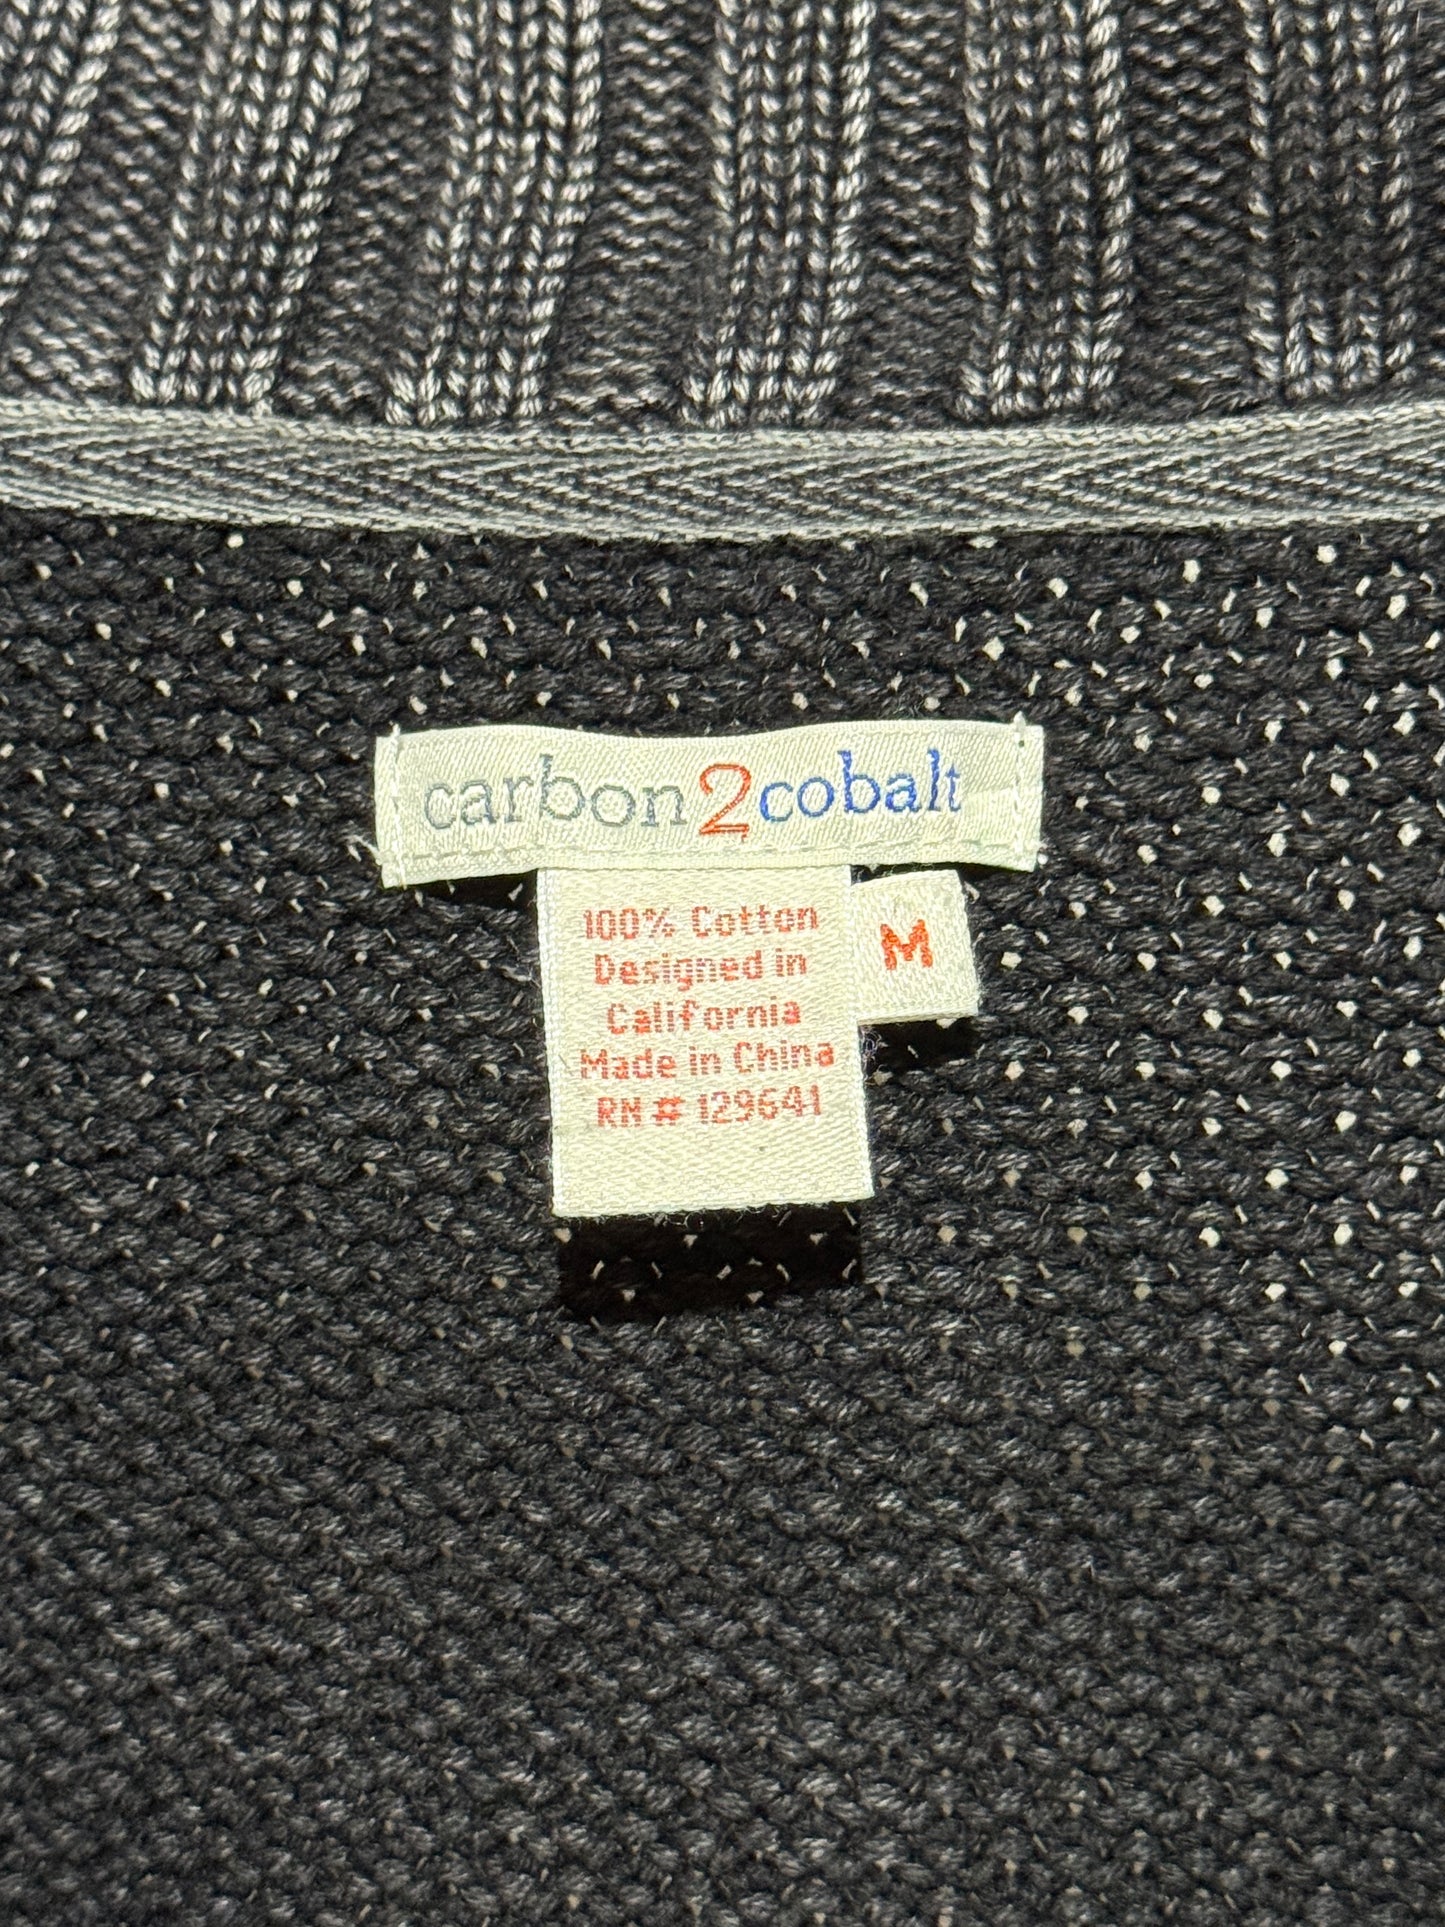 carbon2cobalt
100% Cotton
Designed in
California
Made in China
RN # 129641
M